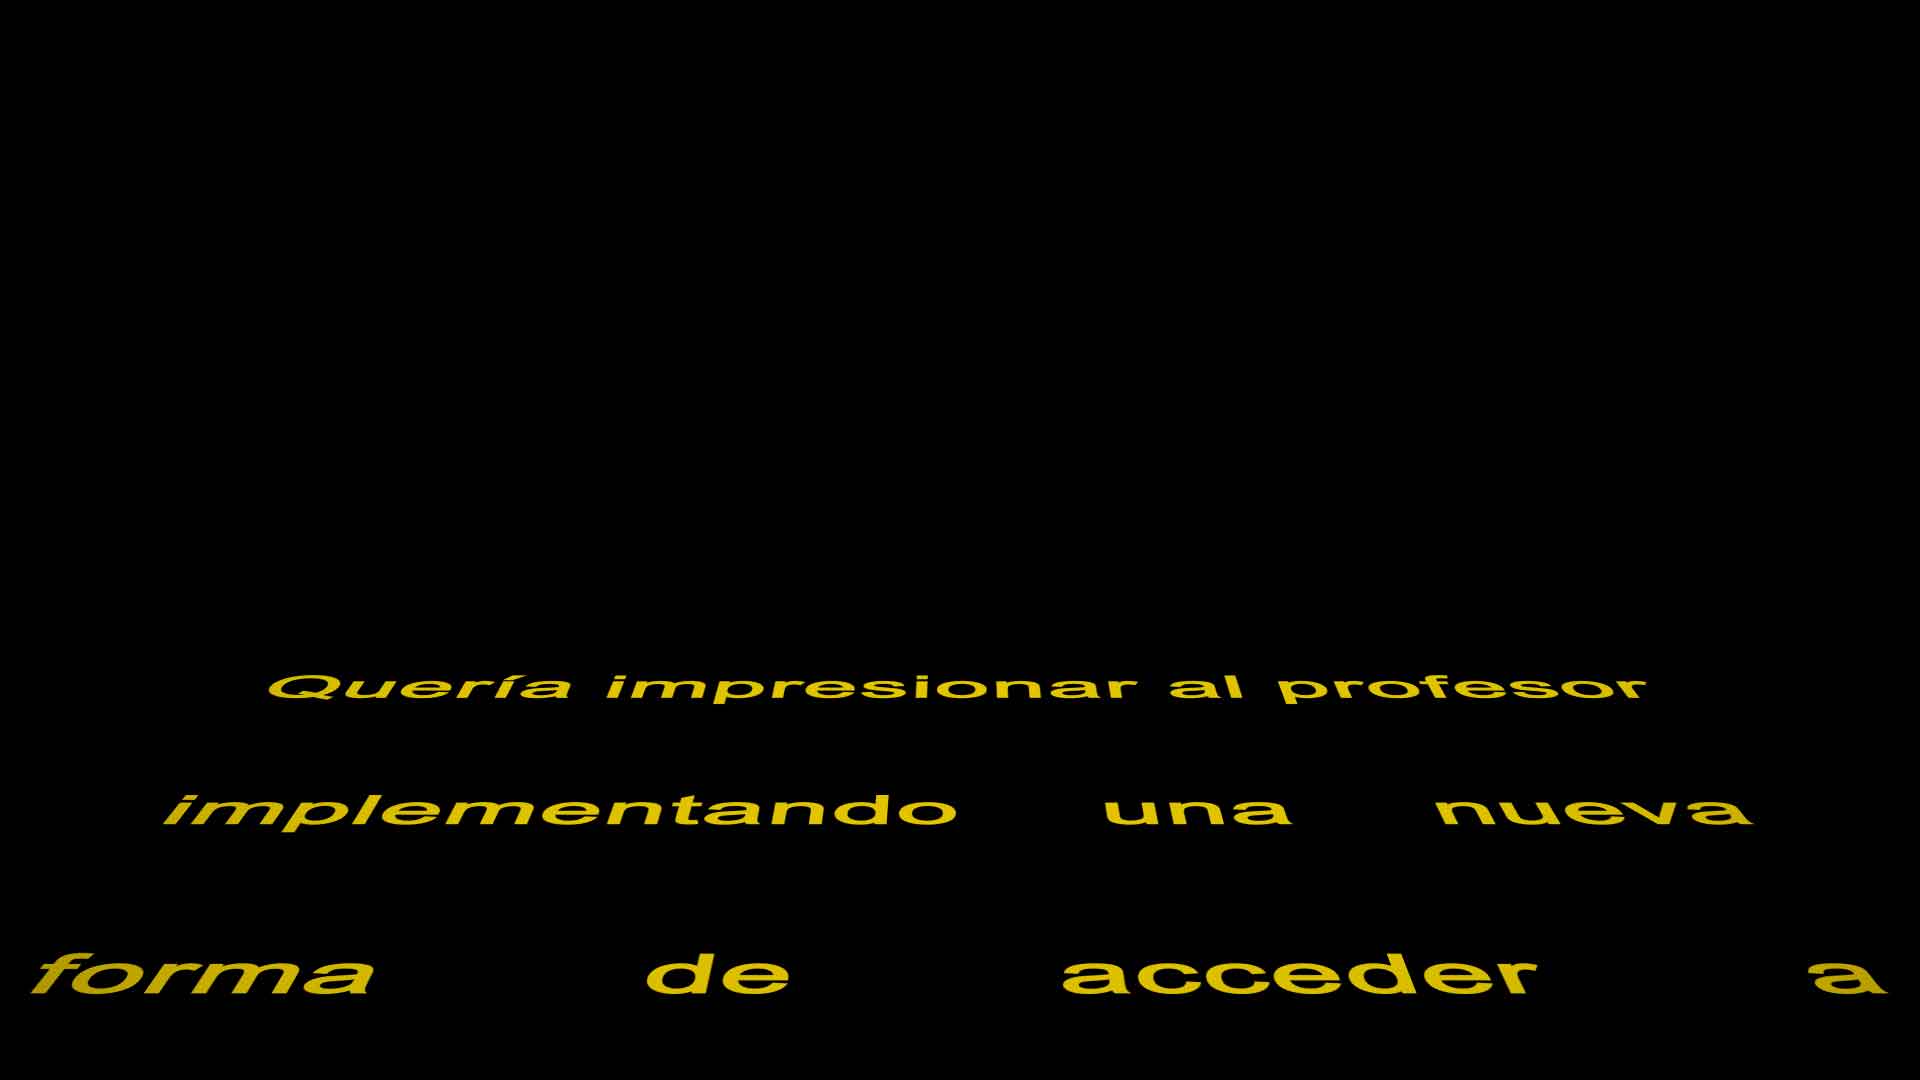 Quería impresionar al profesor
implementando una nueva
forma de acceder a